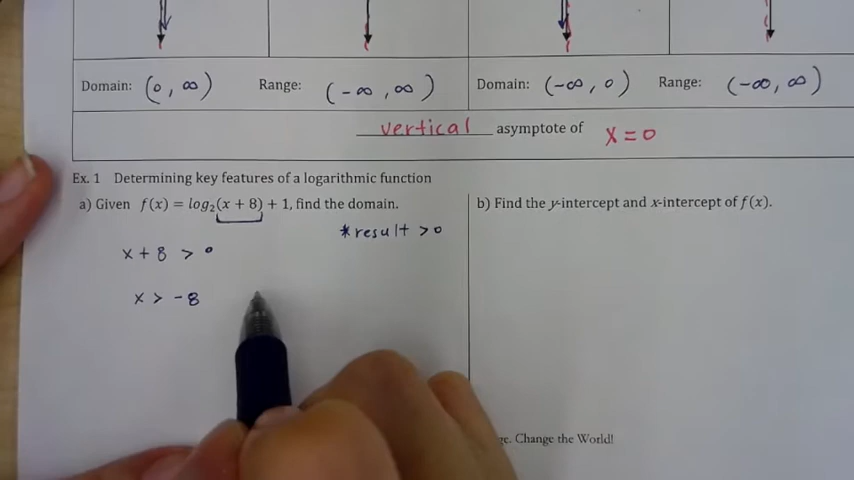 Domain: (0, ∞) Range: (-∞, ∞) Domain: (-∞, 0) Range: (-∞, ∞)
vertical asymptote of x = 0
Ex. 1 Determining key features of a logarithmic function
a) Given f(x) = log₂(x + 8) + 1, find the domain.
*result > 0
x + 8 > 0
x > -8
b) Find the y-intercept and x-intercept of f(x).
Change the World!